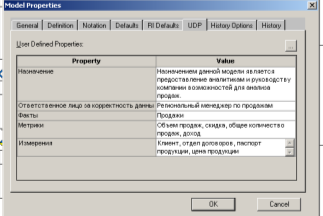 Model Properties
General Definition Notation Defaults RI Defaults UDP History Options History
User Defined Properties
...
Property Value
Назначение Назначением данной модели является
предоставление аналитикам и руководству
компании возможностей для анализа
продаж.
Ответственное лицо за корректность данны Региональный менеджер по продажам
Факты Продажи
Метрики Объем продаж, скидка, общее количество
продаж, доход
Измерения Клиент, отдел договоров, паспорт
продукции, цена продукции
OK Cancel